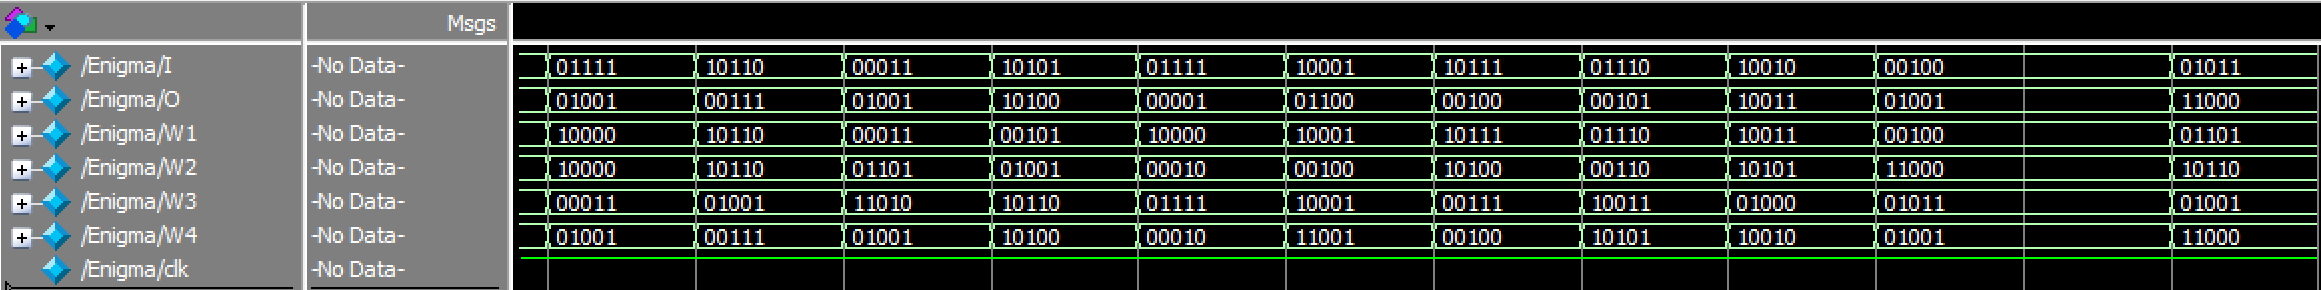 Msgs
/Enigma/I -No Data- 01111 10110 00011 10101 01111 10001 10111 01110 10010 00100 01011
/Enigma/O -No Data- 01001 00111 01001 10100 00001 01100 00100 00101 10011 01001 11000
/Enigma/W1 -No Data- 10000 10110 00011 00101 10000 10001 10111 01110 10011 00100 01101
/Enigma/W2 -No Data- 10000 10110 01101 01001 00010 00100 10100 00110 10101 11000 10110
/Enigma/W3 -No Data- 00011 01001 11010 10110 01111 10001 00111 10011 01000 01011 01001
/Enigma/W4 -No Data- 01001 00111 01001 10100 00010 11001 00100 10101 10010 01001 11000
/Enigma/clk -No Data-